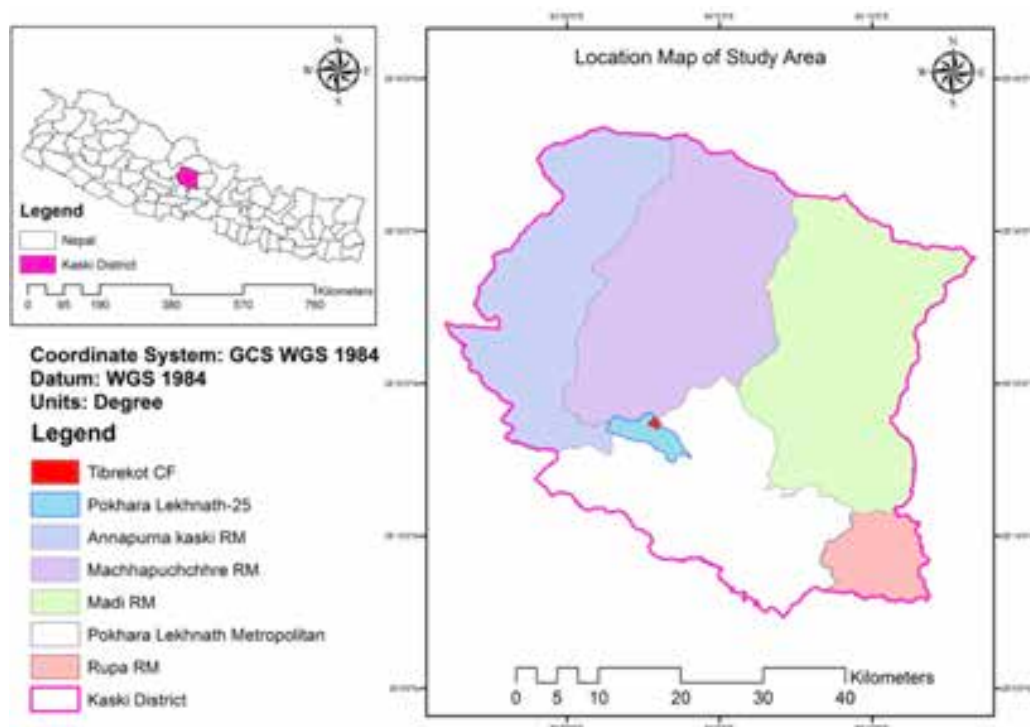 N
W E
S
Legend
Nepal
Kaski District
Kilometers
0 95 190 380 570 760
Coordinate System: GCS WGS 1984
Datum: WGS 1984
Units: Degree
Legend
Tibrekot CF
Pokhara Lekhnath-25
Annapurna kaski RM
Machhapuchchhre RM
Madi RM
Pokhara Lekhnath Metropolitan
Rupa RM
Kaski District
Location Map of Study Area
N
W E
S
Kilometers
0 5 10 20 30 40